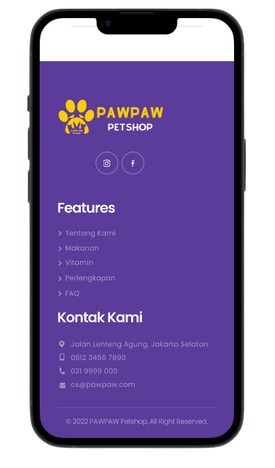 PAWPAW
PETSHOP
Features
Tentang Kami
Makanan
Vitamin
Perlengkapan
FAQ
Kontak Kami
Jalan Lenteng Agung, Jakarta Selatan
0812 3456 7890
021 9999 000
cs@pawpaw.com
© 2022 PAWPAW Petshop, All Right Reserved.